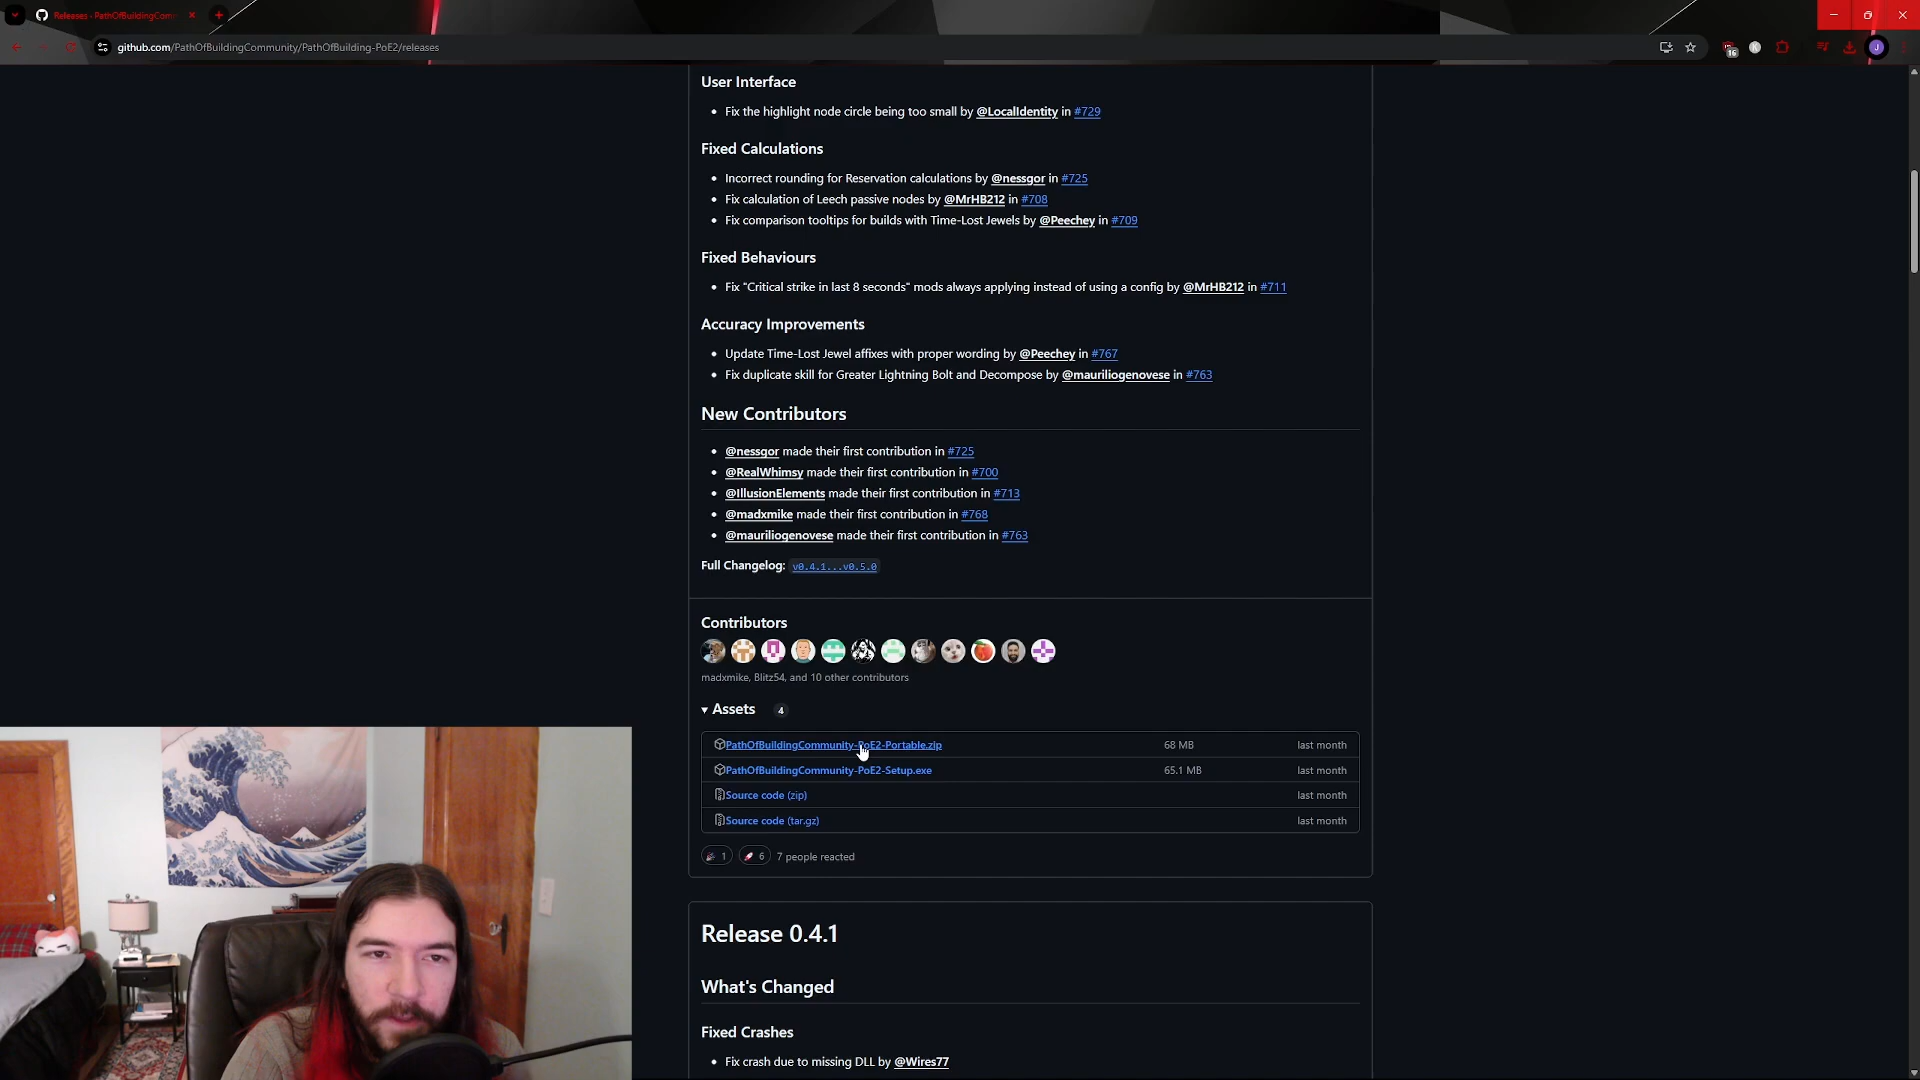 Releases · PathOfBuildingComm
github.com/PathOfBuildingCommunity/PathOfBuilding-PoE2/releases
16
J
User Interface
• Fix the highlight node circle being too small by @LocalIdentity in #729
Fixed Calculations
• Incorrect rounding for Reservation calculations by @nessgor in #725
• Fix calculation of Leech passive nodes by @MrHB212 in #708
• Fix comparison tooltips for builds with Time-Lost Jewels by @Peechey in #709
Fixed Behaviours
• Fix "Critical strike in last 8 seconds" mods always applying instead of using a config by @MrHB212 in #711
Accuracy Improvements
• Update Time-Lost Jewel affixes with proper wording by @Peechey in #767
• Fix duplicate skill for Greater Lightning Bolt and Decompose by @mauriliogenovese in #763
New Contributors
• @nessgor made their first contribution in #725
• @RealWhimsy made their first contribution in #700
• @IllusionElements made their first contribution in #713
• @madxmike made their first contribution in #768
• @mauriliogenovese made their first contribution in #763
Full Changelog: v0.4.1...v0.5.0
Contributors
madxmike, Blitz54, and 10 other contributors
Assets 4
PathOfBuildingCommunity-PoE2-Portable.zip 68 MB last month
PathOfBuildingCommunity-PoE2-Setup.exe 65.1 MB last month
Source code (zip) last month
Source code (tar.gz) last month
1 6 7 people reacted
Release 0.4.1
What's Changed
Fixed Crashes
• Fix crash due to missing DLL by @Wires77